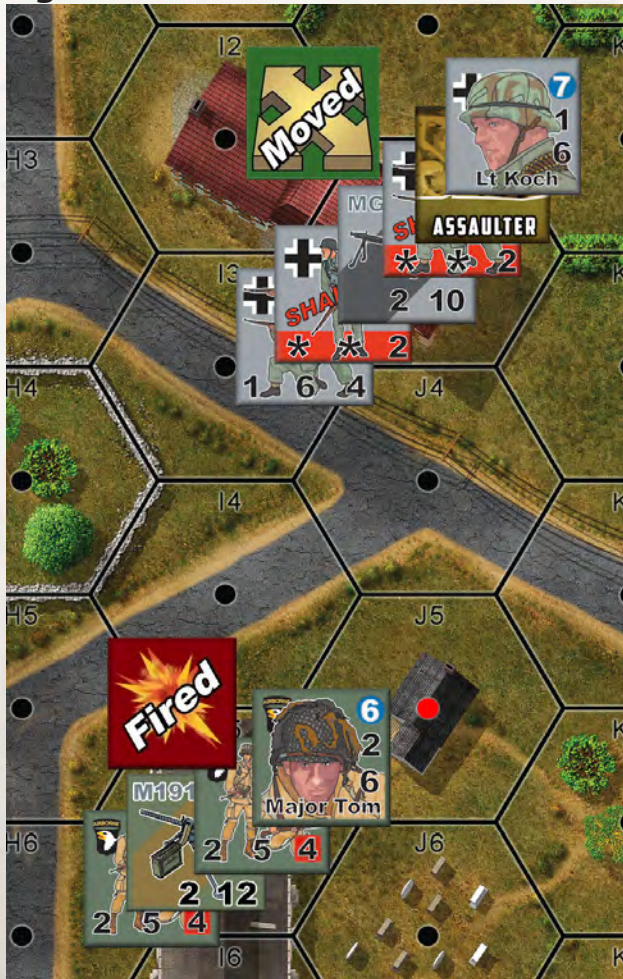 I2
Moved
7
1
6
Lt Koch
ASSAULTER
H3
MG
* * 2
I3
2 10
* * 2
1 6 4
H4
J4
I4
H5
J5
Fired
6
2
6
Major Tom
M191
2 5 4
AIRBORNE
H6
2 12
J6
2 5 4
I6